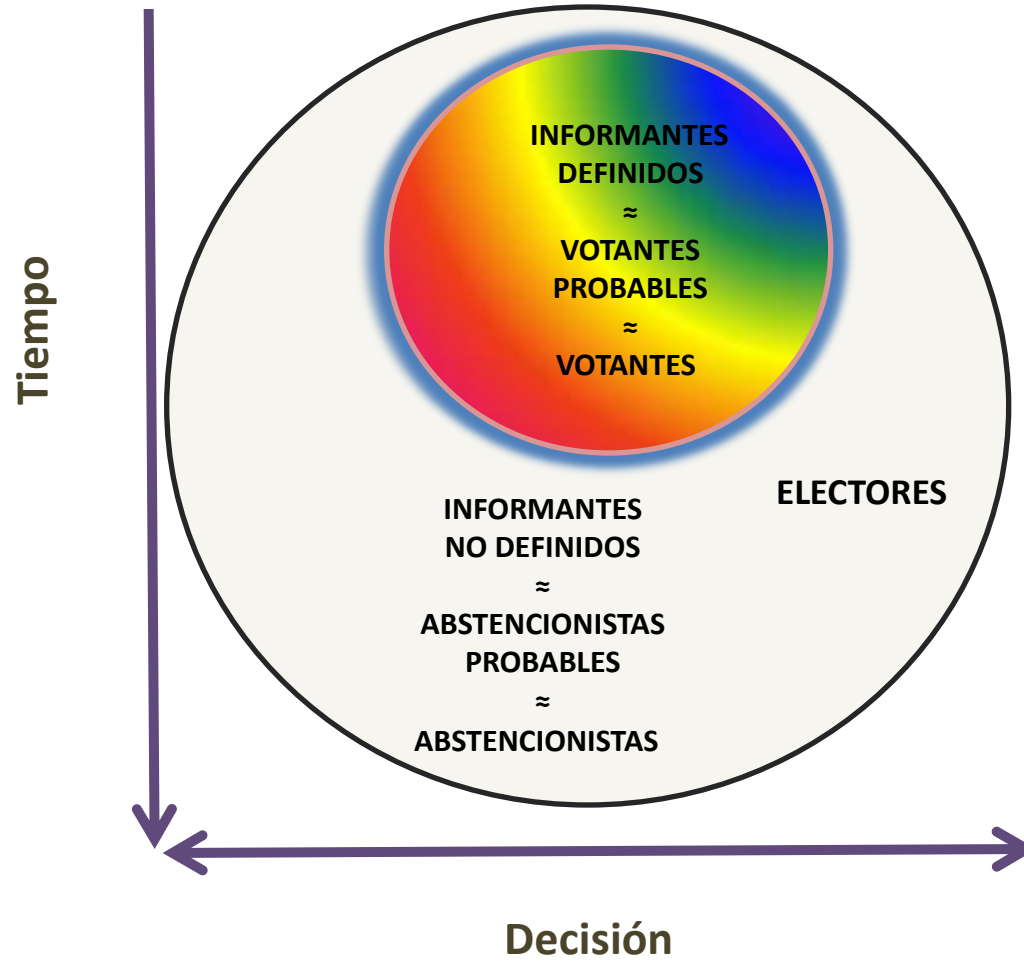 Tiempo
INFORMANTES
DEFINIDOS
≈
VOTANTES
PROBABLES
≈
VOTANTES
ELECTORES
INFORMANTES
NO DEFINIDOS
≈
ABSTENCIONISTAS
PROBABLES
≈
ABSTENCIONISTAS
Decisión